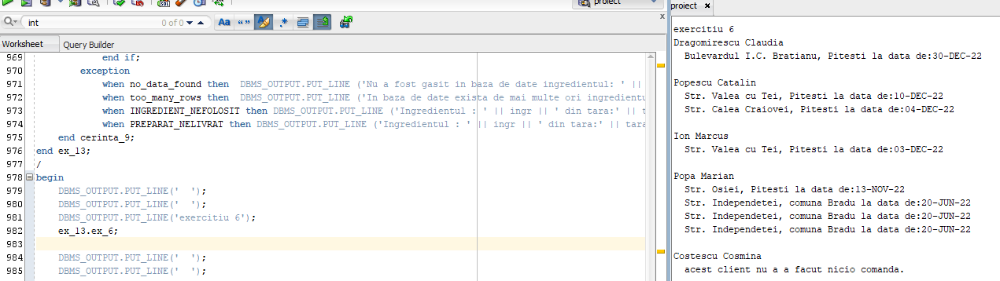 proiect
int
0 of 0
Aa
Worksheet
Query Builder
969 end if;
970 exception
971 when no_data_found then DBMS_OUTPUT.PUT_LINE ('Nu a fost gasit in baza de date ingredientul: ' ||
972 when too_many_rows then DBMS_OUTPUT.PUT_LINE ('In baza de date exista de mai multe ori ingredientu
973 when INGREDIENT_NEFOLOSIT then DBMS_OUTPUT.PUT_LINE ('Ingredientul : ' || ingr || ' din tara:' || tara
974 when PREPARAT_NELIVRAT then DBMS_OUTPUT.PUT_LINE ('Ingredientul : ' || ingr || ' din tara:' || tara
975 end cerinta_9;
976 end ex_13;
977 /
978 begin
979 DBMS_OUTPUT.PUT_LINE('  ');
980 DBMS_OUTPUT.PUT_LINE('  ');
981 DBMS_OUTPUT.PUT_LINE('exercitiu 6');
982 ex_13.ex_6;
983
984 DBMS_OUTPUT.PUT_LINE('  ');
985 DBMS_OUTPUT.PUT_LINE('  ');
proiect
exercitiu 6
Dragomirescu Claudia
Bulevardul I.C. Bratianu, Pitesti la data de:30-DEC-22
Popescu Catalin
Str. Valea cu Tei, Pitesti la data de:10-DEC-22
Str. Calea Craiovei, Pitesti la data de:04-DEC-22
Ion Marcus
Str. Valea cu Tei, Pitesti la data de:03-DEC-22
Popa Marian
Str. Osiei, Pitesti la data de:13-NOV-22
Str. Independetei, comuna Bradu la data de:20-JUN-22
Str. Independetei, comuna Bradu la data de:20-JUN-22
Str. Independetei, comuna Bradu la data de:20-JUN-22
Costescu Cosmina
acest client nu a a facut nicio comanda.